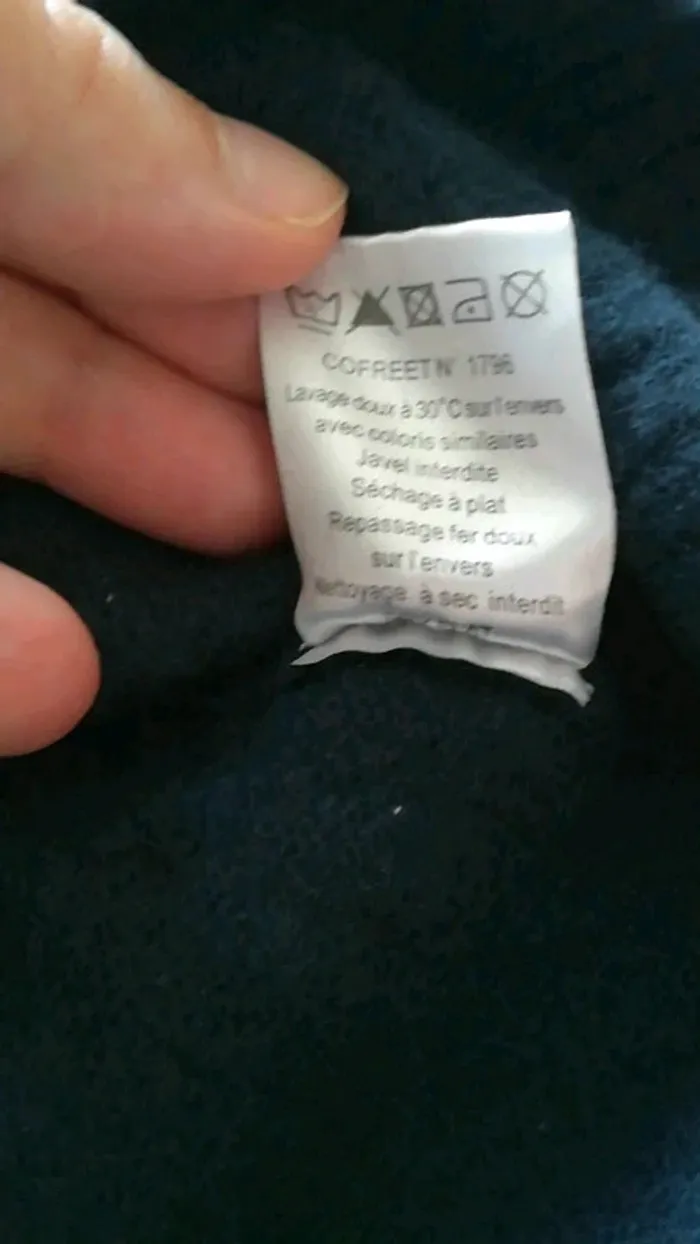 COFREET N° 1796
Lavage doux à 30°C sur l'envers
avec coloris similaires
Javel interdite
Séchage à plat
Repassage fer doux
sur l'envers
Nettoyage à sec interdit